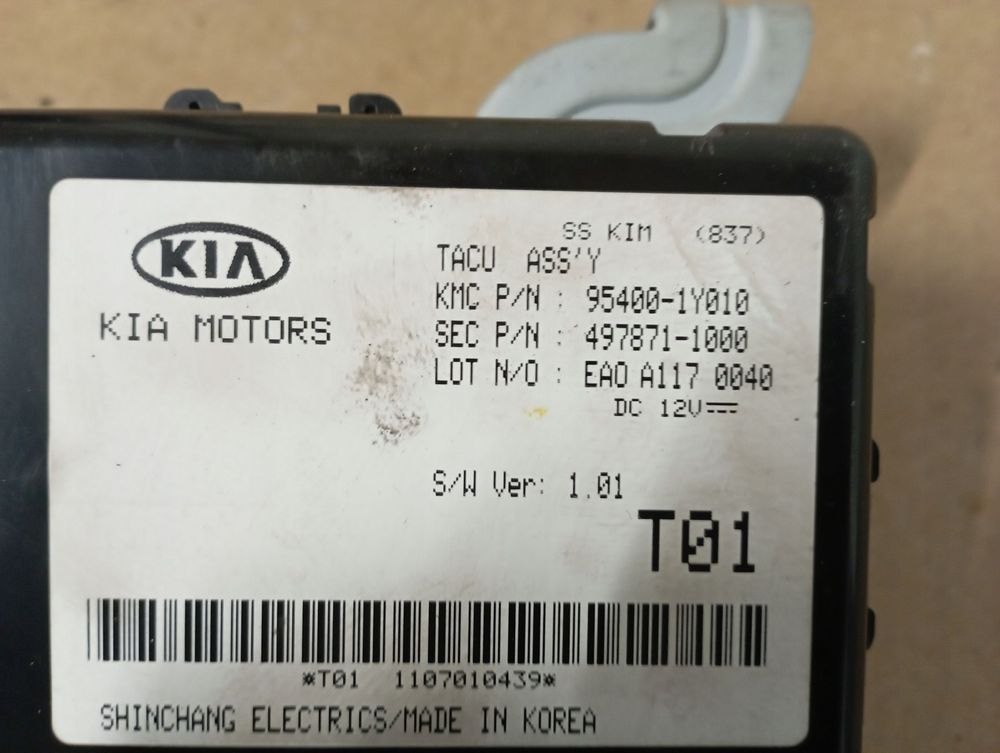 KIA
KIA MOTORS
SS KIM (837)
TACU ASS'Y
KMC P/N : 95400-1Y010
SEC P/N : 497871-1000
LOT N/O : EAO A117 0040
DC 12V⎓
S/W Ver: 1.01
T01
*T01 1107010439*
SHINCHANG ELECTRICS/MADE IN KOREA